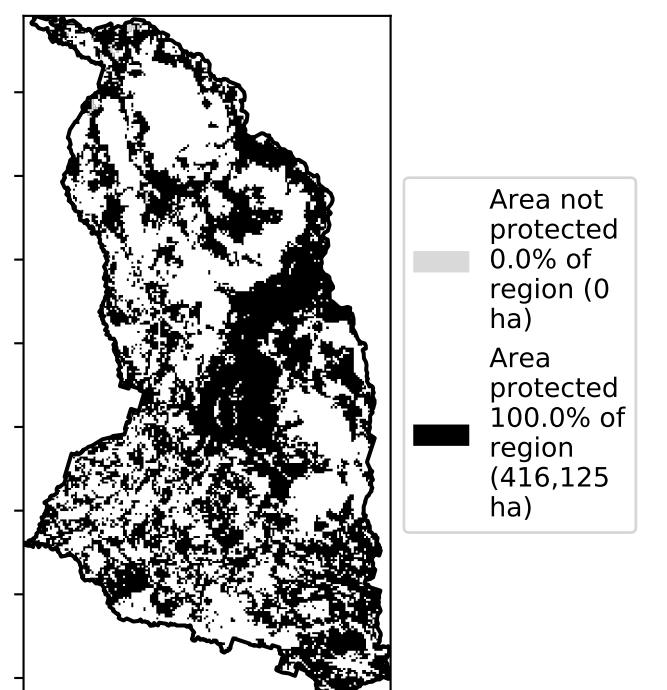 Area not
protected
0.0% of
region (0
ha)
Area
protected
100.0% of
region
(416,125
ha)